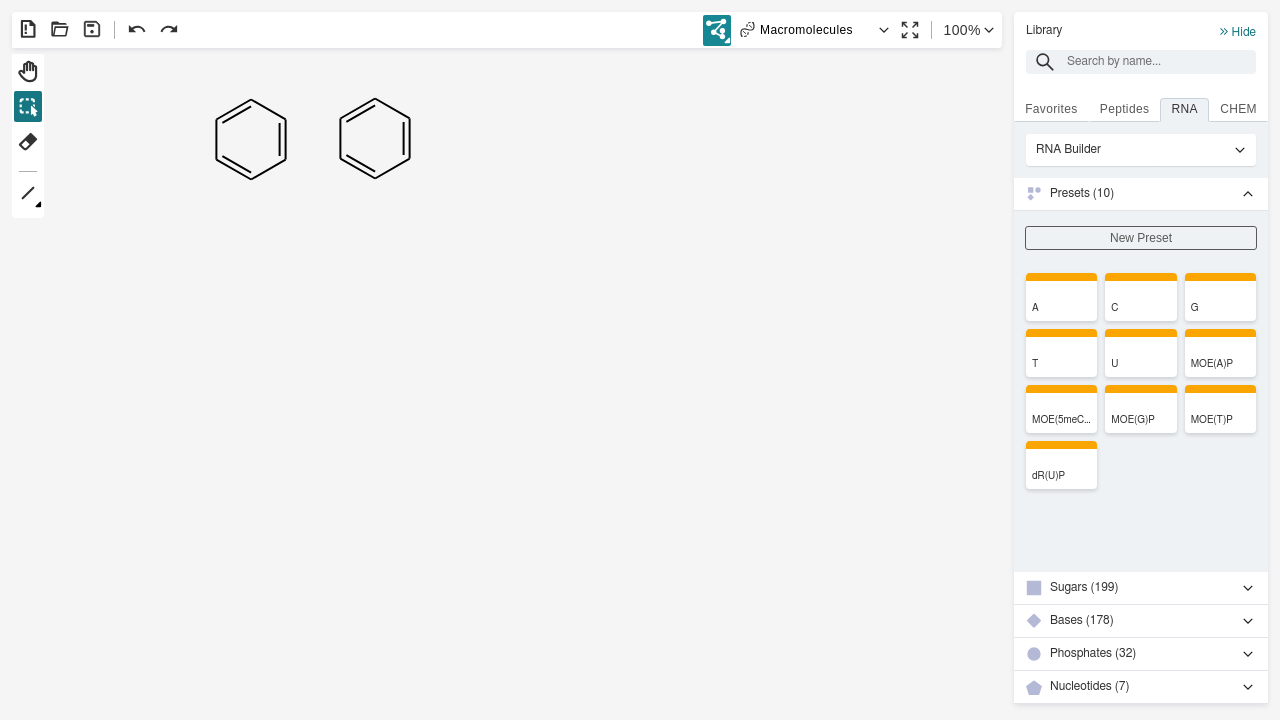 Macromolecules
100%
Library
Hide
Search by name...
Favorites
Peptides
RNA
CHEM
RNA Builder
Presets (10)
New Preset
A
C
G
T
U
MOE(A)P
MOE(5meC...
MOE(G)P
MOE(T)P
dR(U)P
Sugars (199)
Bases (178)
Phosphates (32)
Nucleotides (7)